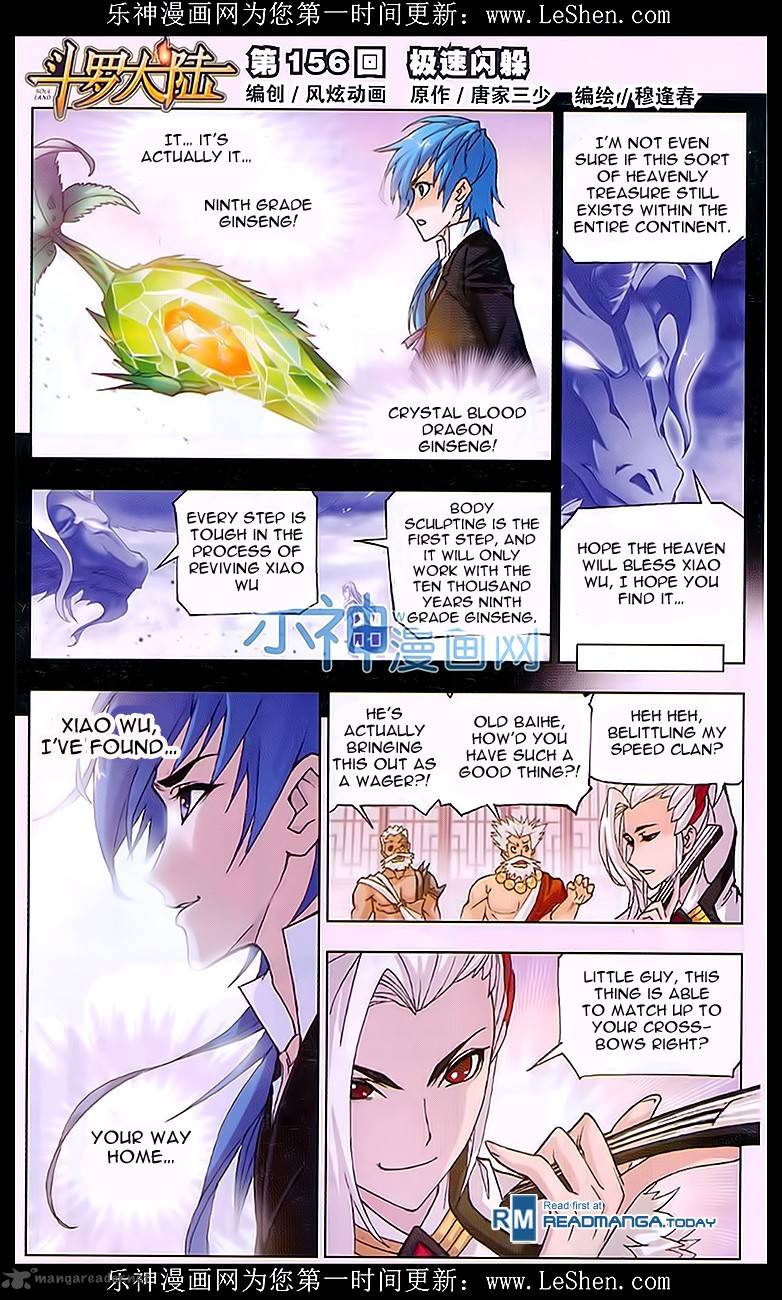 乐神漫画网为您第一时间更新：www.LeShen.com
斗罗大陆
SOUL
LAND
第156回 极速闪躲
编创/风炫动画 原作/唐家三少 编绘/穆逢春
IT... IT'S
ACTUALLY IT...
NINTH GRADE
GINSENG!
CRYSTAL BLOOD
DRAGON
GINSENG!
I'M NOT EVEN
SURE IF THIS SORT
OF HEAVENLY
TREASURE STILL
EXISTS WITHIN THE
ENTIRE CONTINENT.
HOPE THE HEAVEN
WILL BLESS XIAO
WU, I HOPE YOU
FIND IT...
EVERY STEP IS
TOUGH IN THE
PROCESS OF
REVIVING XIAO
WU
BODY
SCULPTING IS THE
FIRST STEP, AND
IT WILL ONLY
WORK WITH THE
TEN THOUSAND
YEARS NINTH
GRADE GINSENG.
小神漫画网
XIAO WU,
I'VE FOUND...
YOUR WAY
HOME...
HE'S
ACTUALLY
BRINGING
THIS OUT AS
A WAGER?!
OLD BAIHE,
HOW'D YOU
HAVE SUCH A
GOOD THING?!
HEH HEH,
BELITTLING MY
SPEED CLAN?
LITTLE GUY, THIS
THING IS ABLE
TO MATCH UP TO
YOUR CROSS-
BOWS RIGHT?
RM Read first at
READMANGA.TODAY
乐神漫画网为您第一时间更新：www.LeShen.com